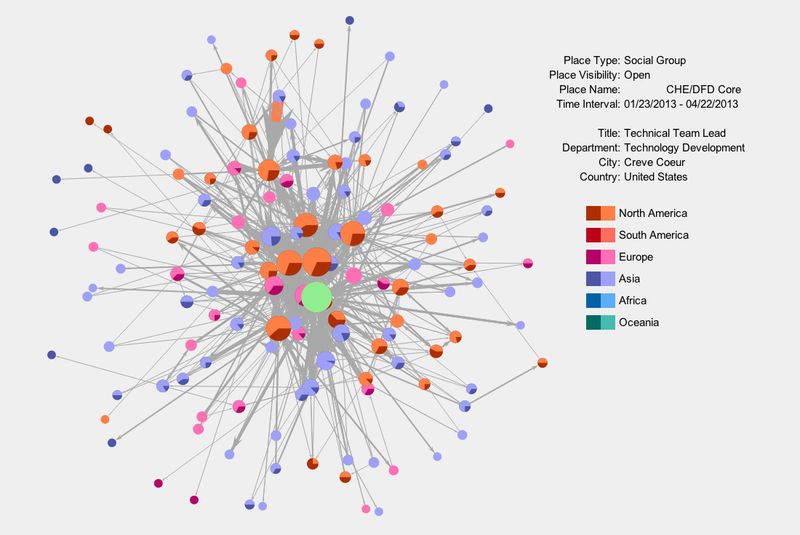 Place Type: Social Group
Place Visibility: Open
Place Name: CHE/DFD Core
Time Interval: 01/23/2013 - 04/22/2013
Title: Technical Team Lead
Department: Technology Development
City: Creve Coeur
Country: United States
North America
South America
Europe
Asia
Africa
Oceania